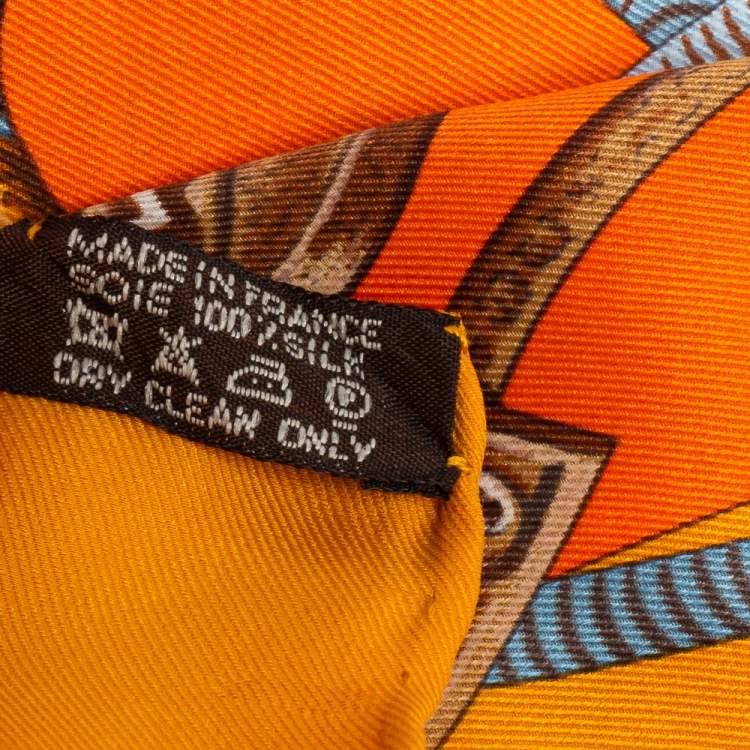 MADE IN FRANCE
SOIE 100% SILK
DRY CLEAN ONLY